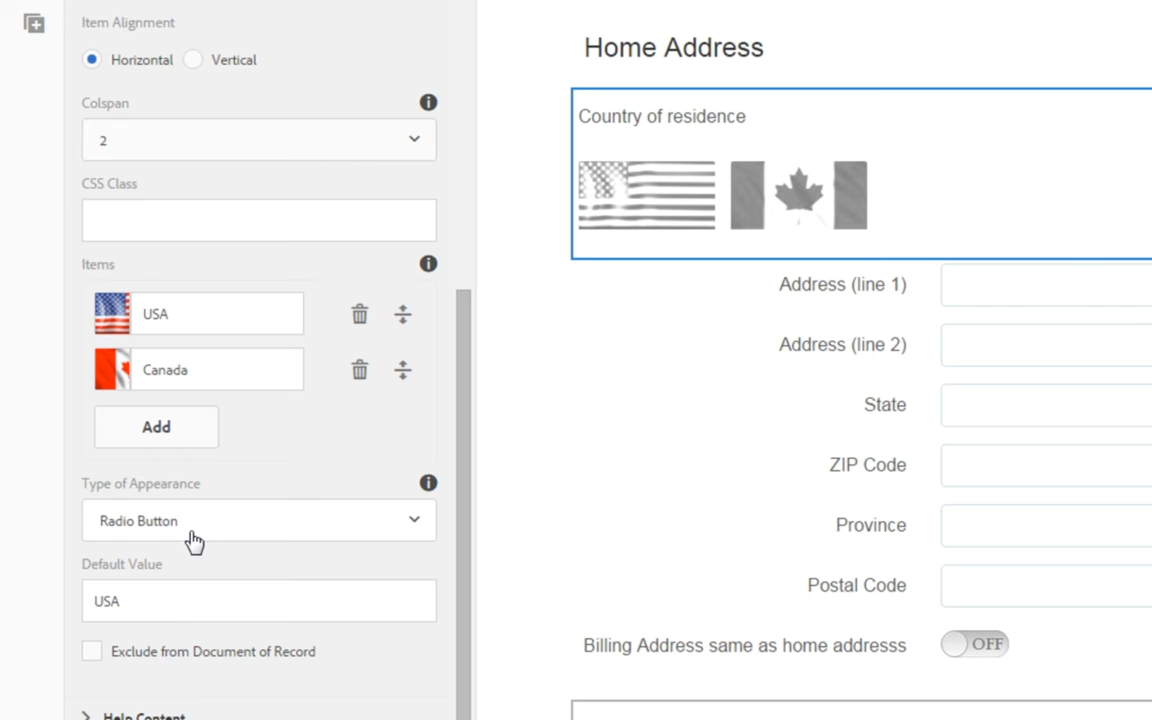 Item Alignment
Horizontal
Vertical
Colspan
2
CSS Class
Items
USA
Canada
Add
Type of Appearance
Radio Button
Default Value
USA
Exclude from Document of Record
Help Content
Home Address
Country of residence
Address (line 1)
Address (line 2)
State
ZIP Code
Province
Postal Code
Billing Address same as home addresss
OFF